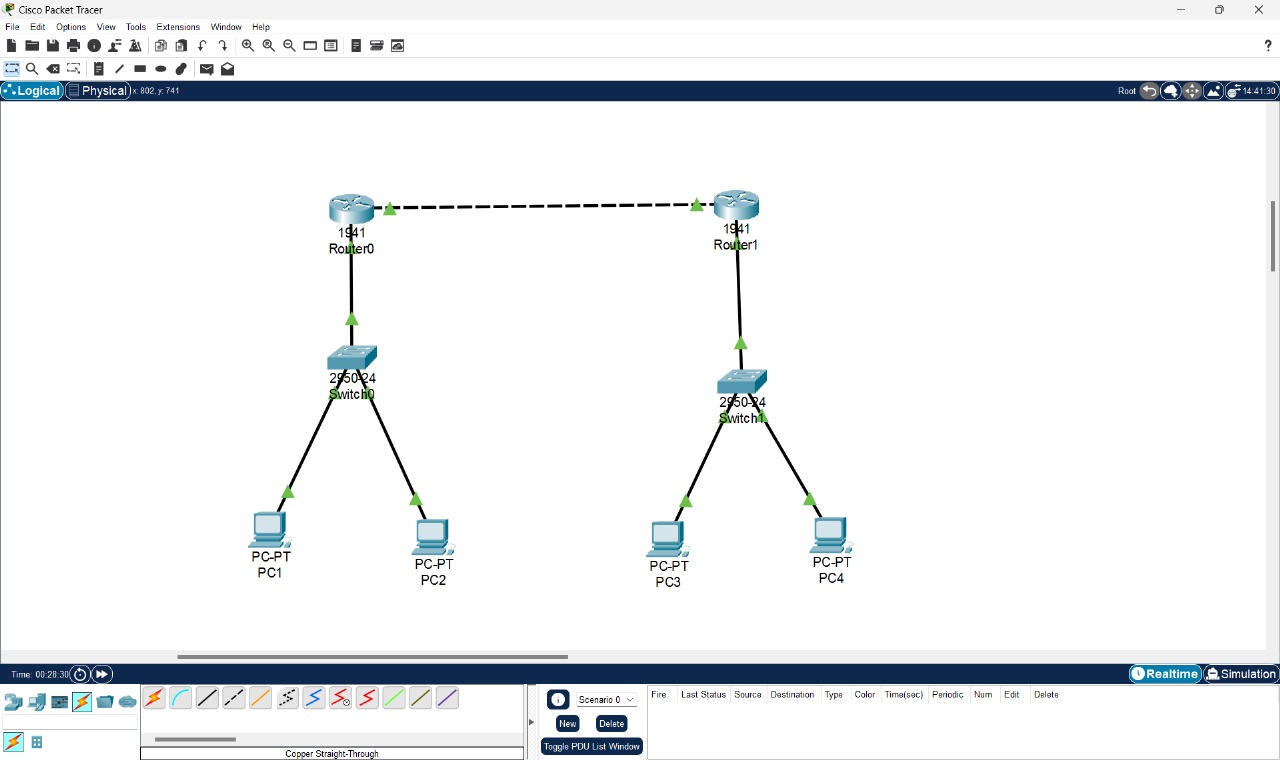 Cisco Packet Tracer
File Edit Options View Tools Extensions Window Help
?
Logical Physical x: 802, y: 741 Root 14:41:30
1941
Router0
1941
Router1
2950-24
Switch0
2950-24
Switch1
PC-PT
PC1
PC-PT
PC2
PC-PT
PC3
PC-PT
PC4
Time: 00:28:30 Realtime Simulation
Scenario 0
New Delete
Toggle PDU List Window
Fire Last Status Source Destination Type Color Time(sec) Periodic Num Edit Delete
Copper Straight-Through